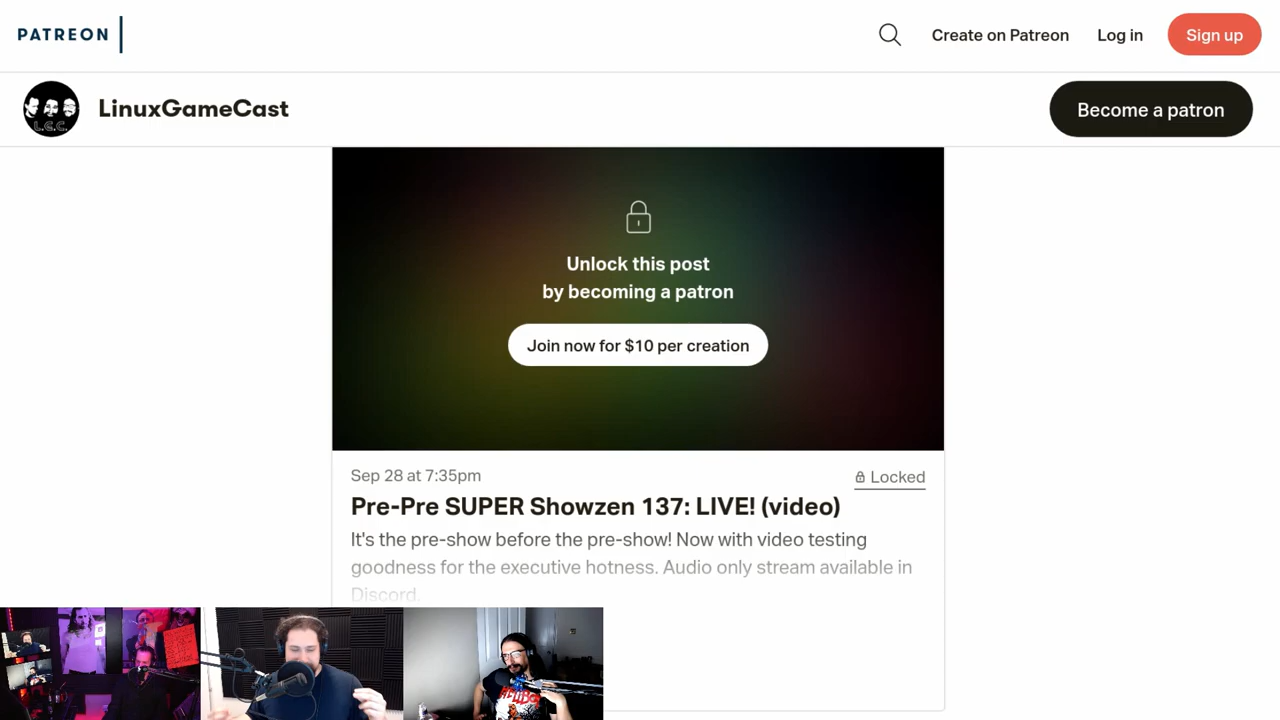 PATREON
Create on Patreon
Log in
Sign up
LinuxGameCast
L.G.C.
Become a patron
Unlock this post
by becoming a patron
Join now for $10 per creation
Sep 28 at 7:35pm
Locked
Pre-Pre SUPER Showzen 137: LIVE! (video)
It's the pre-show before the pre-show! Now with video testing
goodness for the executive hotness. Audio only stream available in
Discord.